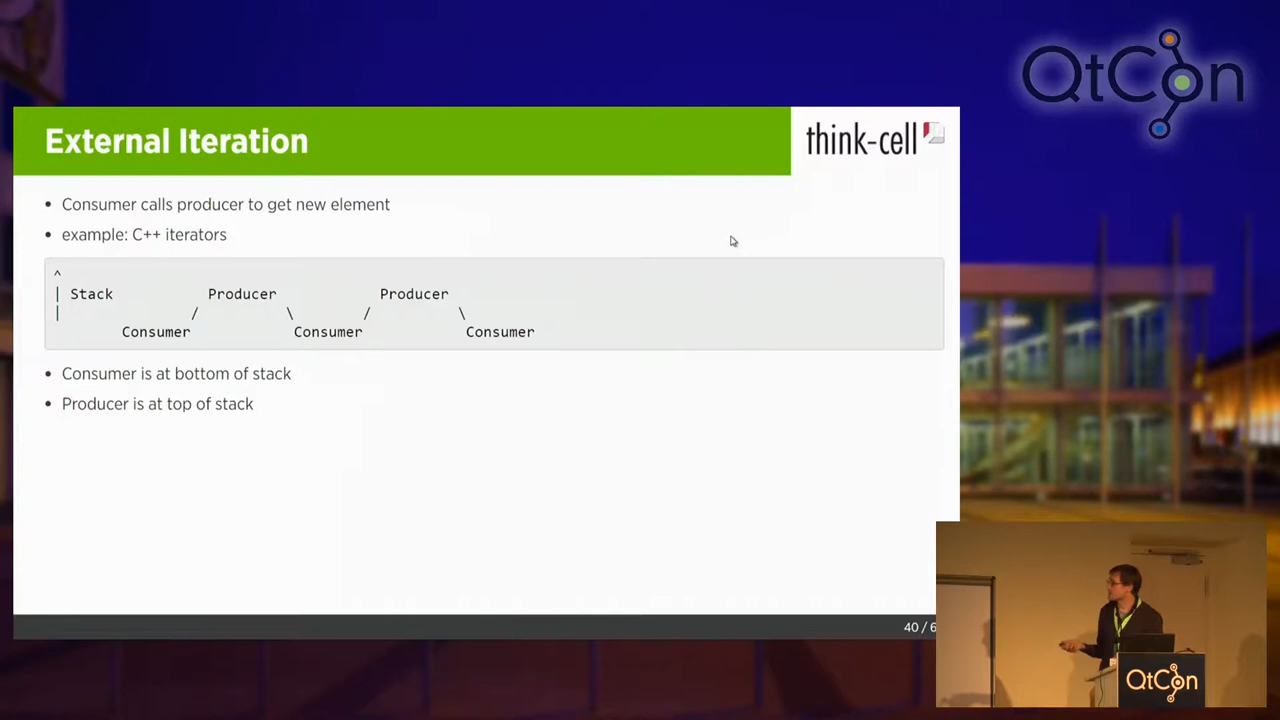 QtCon
External Iteration
think-cell
• Consumer calls producer to get new element
• example: C++ iterators
^
| Stack Producer Producer
| / \ / \
Consumer Consumer Consumer
• Consumer is at bottom of stack
• Producer is at top of stack
40 / 6
QtCon